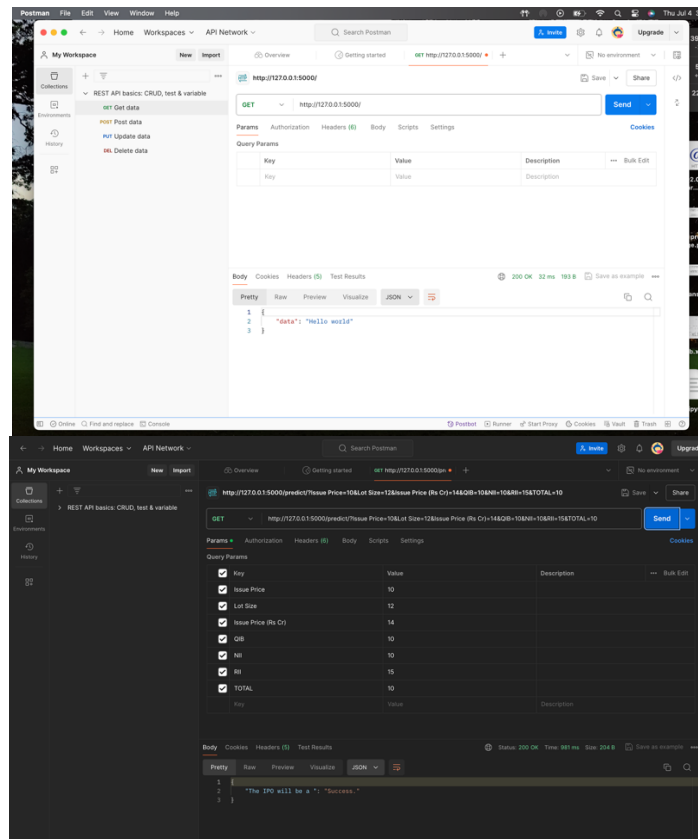 Postman File Edit View Window Help Thu Jul 4
Home Workspaces API Network Search Postman Invite Upgrade
My Workspace New Import Overview Getting started GET http://127.0.0.1:5000/ No environment
Collections
REST API basics: CRUD, test & variable
GET Get data
POST Post data
PUT Update data
DEL Delete data
Environments
History
http://127.0.0.1:5000/ Save Share
GET http://127.0.0.1:5000/ Send
Params Authorization Headers (6) Body Scripts Settings Cookies
Query Params
Key Value Description Bulk Edit
Key Value Description
Body Cookies Headers (5) Test Results 200 OK 32 ms 193 B Save as example
Pretty Raw Preview Visualize JSON
1 {
2 "data": "Hello world"
3 }
Online Find and replace Console Postbot Runner Start Proxy Cookies Vault Trash
Home Workspaces API Network Search Postman Invite Upgrad
My Workspace New Import Overview Getting started GET http://127.0.0.1:5000/pr No environment
Collections
REST API basics: CRUD, test & variable
Environments
History
http://127.0.0.1:5000/predict/?Issue Price=10&Lot Size=12&Issue Price (Rs Cr)=14&QIB=10&NII=10&RII=15&TOTAL=10 Save Share
GET http://127.0.0.1:5000/predict/?Issue Price=10&Lot Size=12&Issue Price (Rs Cr)=14&QIB=10&NII=10&RII=15&TOTAL=10 Send
Params Authorization Headers (6) Body Scripts Settings Cookies
Query Params
Key Value Description Bulk Edit
Issue Price 10
Lot Size 12
Issue Price (Rs Cr) 14
QIB 10
NII 10
RII 15
TOTAL 10
Key Value Description
Body Cookies Headers (5) Test Results Status: 200 OK Time: 961 ms Size: 204 B Save as example
Pretty Raw Preview Visualize JSON
1 {
2 "The IPO will be a ": "Success."
3 }